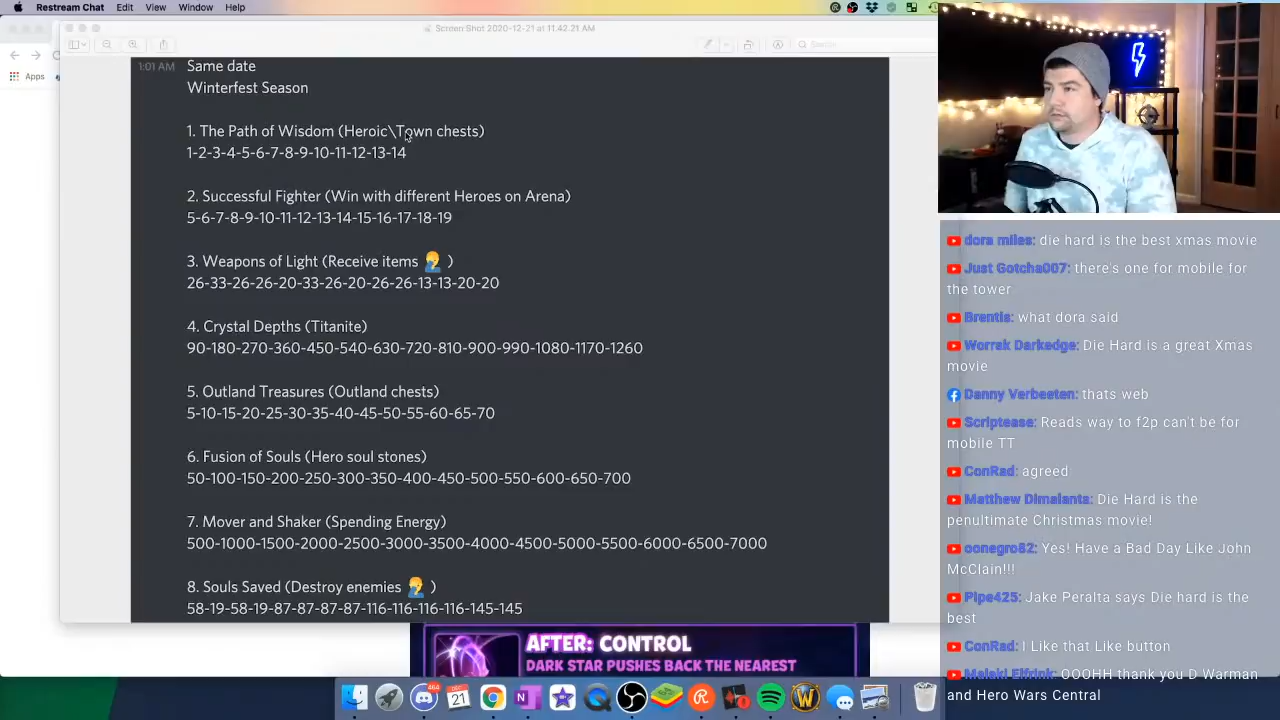 Restream Chat Edit View Window Help
Screen Shot 2020-12-21 at 11.42.21 AM
Search
Apps
1:01 AM Same date
Winterfest Season
1. The Path of Wisdom (Heroic\Town chests)
1-2-3-4-5-6-7-8-9-10-11-12-13-14
2. Successful Fighter (Win with different Heroes on Arena)
5-6-7-8-9-10-11-12-13-14-15-16-17-18-19
3. Weapons of Light (Receive items 🤦‍♂️ )
26-33-26-26-20-33-26-20-26-26-13-13-20-20
4. Crystal Depths (Titanite)
90-180-270-360-450-540-630-720-810-900-990-1080-1170-1260
5. Outland Treasures (Outland chests)
5-10-15-20-25-30-35-40-45-50-55-60-65-70
6. Fusion of Souls (Hero soul stones)
50-100-150-200-250-300-350-400-450-500-550-600-650-700
7. Mover and Shaker (Spending Energy)
500-1000-1500-2000-2500-3000-3500-4000-4500-5000-5500-6000-6500-7000
8. Souls Saved (Destroy enemies 🤦‍♂️ )
58-19-58-19-87-87-87-87-116-116-116-116-145-145
AFTER: CONTROL
DARK STAR PUSHES BACK THE NEAREST
dora miles: die hard is the best xmas movie
Just Gotcha007: there's one for mobile for
the tower
Brentis: what dora said
Worrak Darkedge: Die Hard is a great Xmas
movie
Danny Verbeeten: thats web
Scriptease: Reads way to f2p can't be for
mobile TT
ConRad: agreed
Matthew Dimalanta: Die Hard is the
penultimate Christmas movie!
oonegro82: Yes! Have a Bad Day Like John
McClain!!!
Pipe425: Jake Peralta says Die hard is the
best
ConRad: I Like that Like button
Malaki Elfrink: OOOHH thank you D Warman
and Hero Wars Central
464
DEC
21